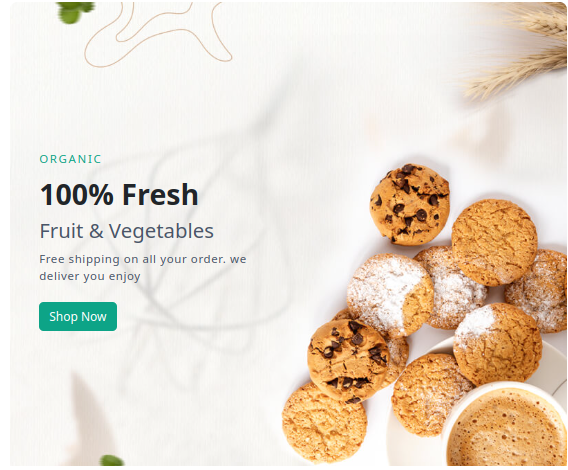 ORGANIC
100% Fresh
Fruit & Vegetables
Free shipping on all your order. we
deliver you enjoy
Shop Now